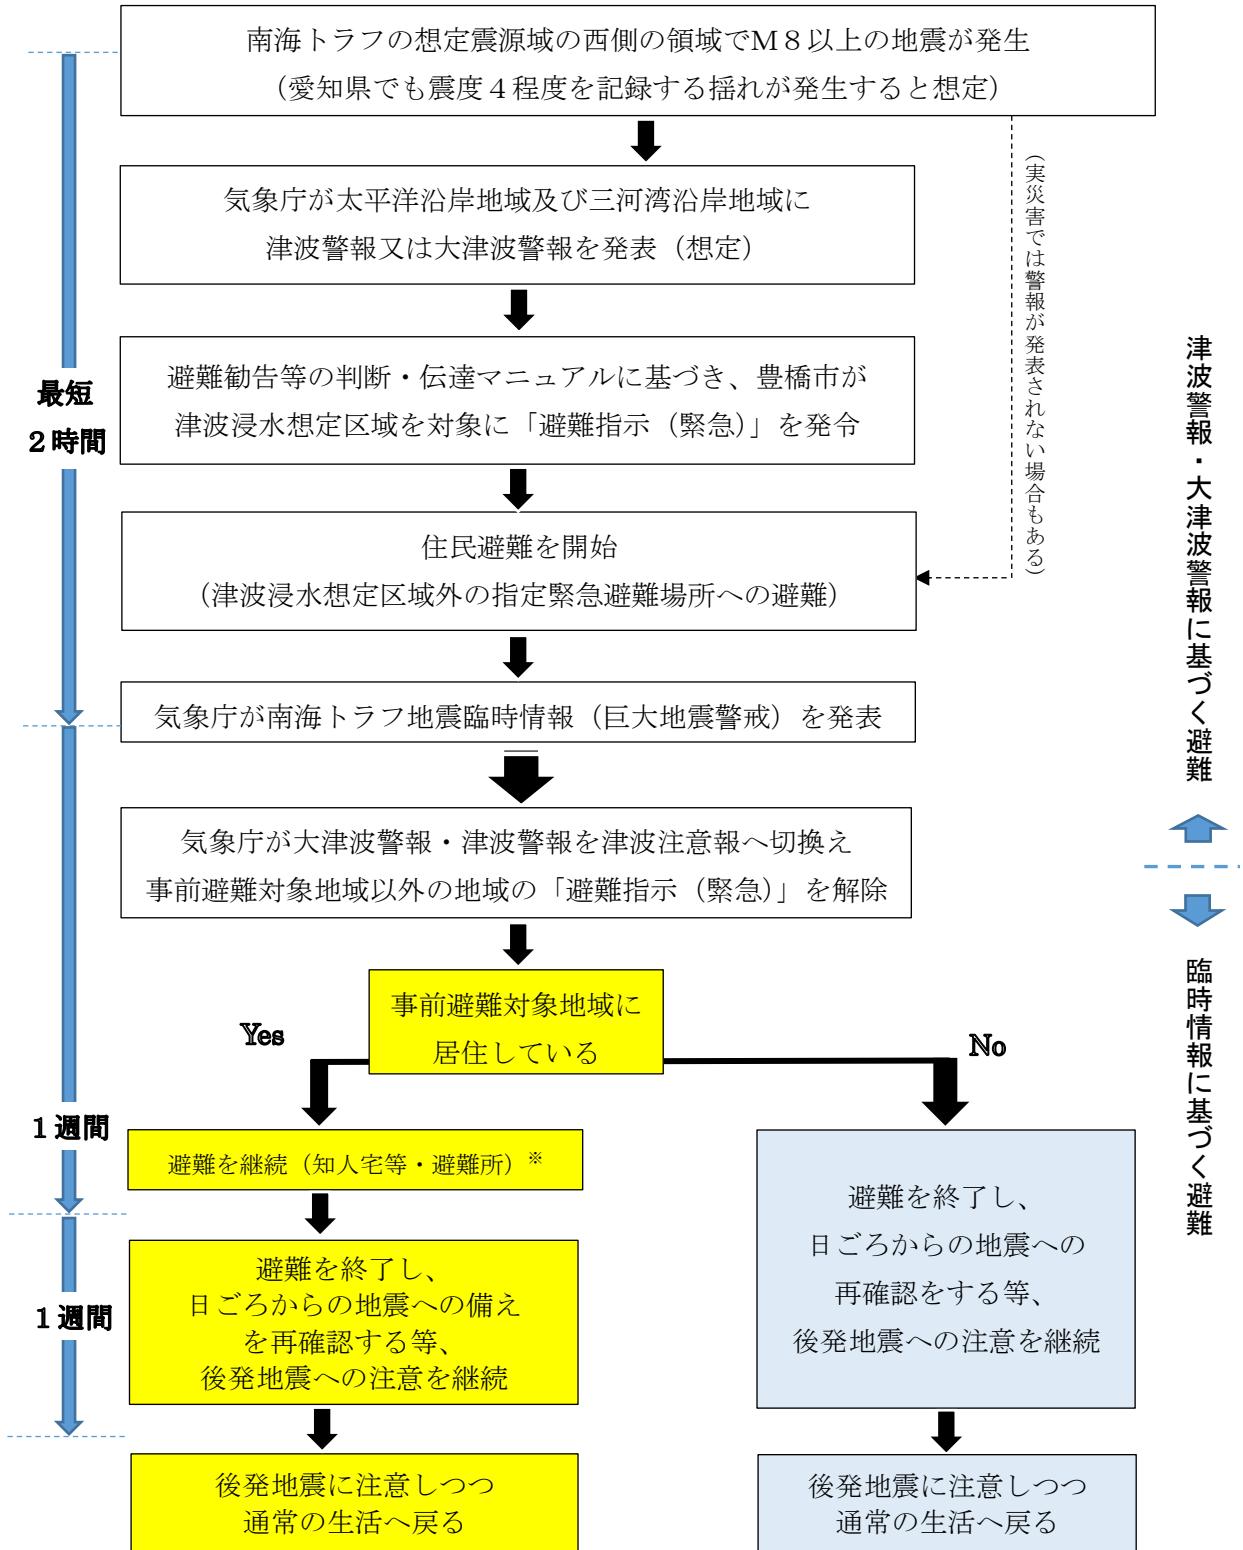 南海トラフの想定震源域の西側の領域でM８以上の地震が発生
（愛知県でも震度４程度を記録する揺れが発生すると想定）
気象庁が太平洋沿岸地域及び三河湾沿岸地域に
津波警報又は大津波警報を発表（想定）
（実災害では警報が発表されない場合もある）
避難勧告等の判断・伝達マニュアルに基づき、豊橋市が
津波浸水想定区域を対象に「避難指示（緊急）」を発令
最短
２時間
住民避難を開始
（津波浸水想定区域外の指定緊急避難場所への避難）
津波警報・大津波警報に基づく避難
気象庁が南海トラフ地震臨時情報（巨大地震警戒）を発表
気象庁が大津波警報・津波警報を津波注意報へ切換え
事前避難対象地域以外の地域の「避難指示（緊急）」を解除
事前避難対象地域に
居住している
Yes
No
臨時情報に基づく避難
１週間
避難を継続（知人宅等・避難所）※
避難を終了し、
日ごろからの地震への備え
を再確認する等、
後発地震への注意を継続
避難を終了し、
日ごろからの地震への
再確認をする等、
後発地震への注意を継続
１週間
後発地震に注意しつつ
通常の生活へ戻る
後発地震に注意しつつ
通常の生活へ戻る